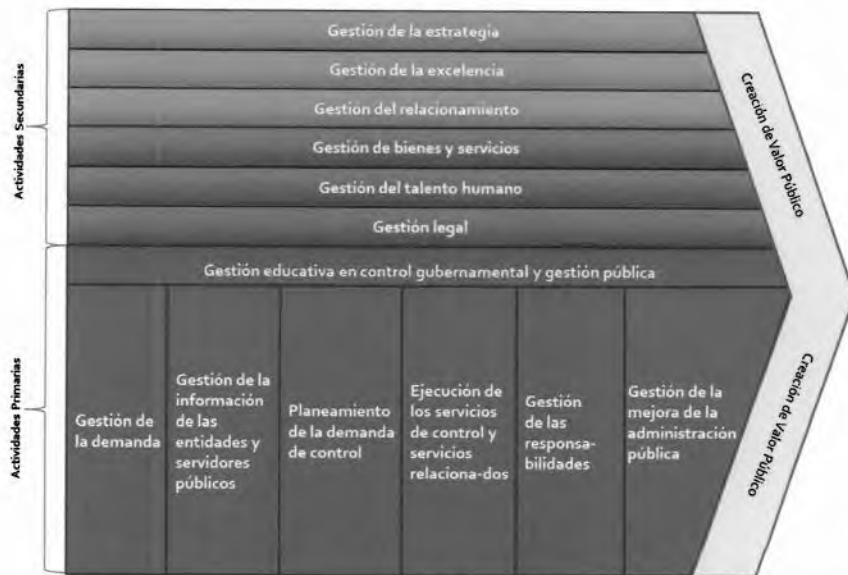 Actividades Secundarias
Gestión de la estrategia
Gestión de la excelencia
Gestión del relacionamiento
Gestión de bienes y servicios
Gestión del talento humano
Gestión legal
Creación de Valor Público
Actividades Primarias
Gestión educativa en control gubernamental y gestión pública
Gestión de
la demanda
Gestión de la
información
de las
entidades y
servidores
públicos
Planeamiento
de la demanda
de control
Ejecución de
los servicios
de control y
servicios
relaciona-dos
Gestión
de las
responsa-
bilidades
Gestión de la
mejora de la
administración
pública
Creación de Valor Público